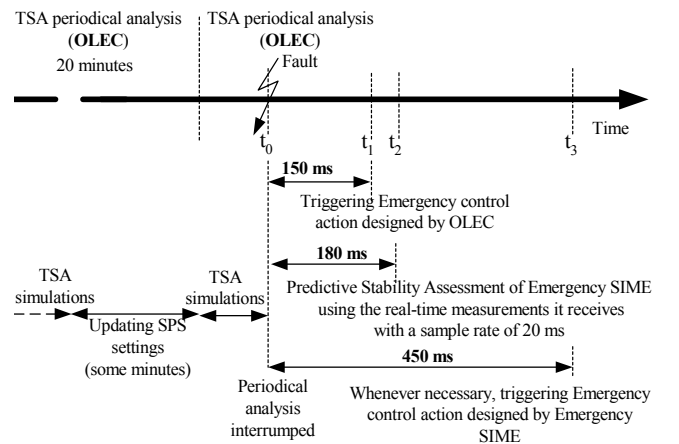 TSA periodical analysis
(OLEC)
20 minutes
TSA periodical analysis
(OLEC)
Fault
Time
t0
t1
t2
t3
150 ms
Triggering Emergency control
action designed by OLEC
180 ms
Predictive Stability Assessment of Emergency SIME
using the real-time measurements it receives
with a sample rate of 20 ms
TSA
simulations
Updating SPS
settings
(some minutes)
TSA
simulations
450 ms
Periodical
analysis
interrumped
Whenever necessary, triggering Emergency
control action designed by Emergency
SIME